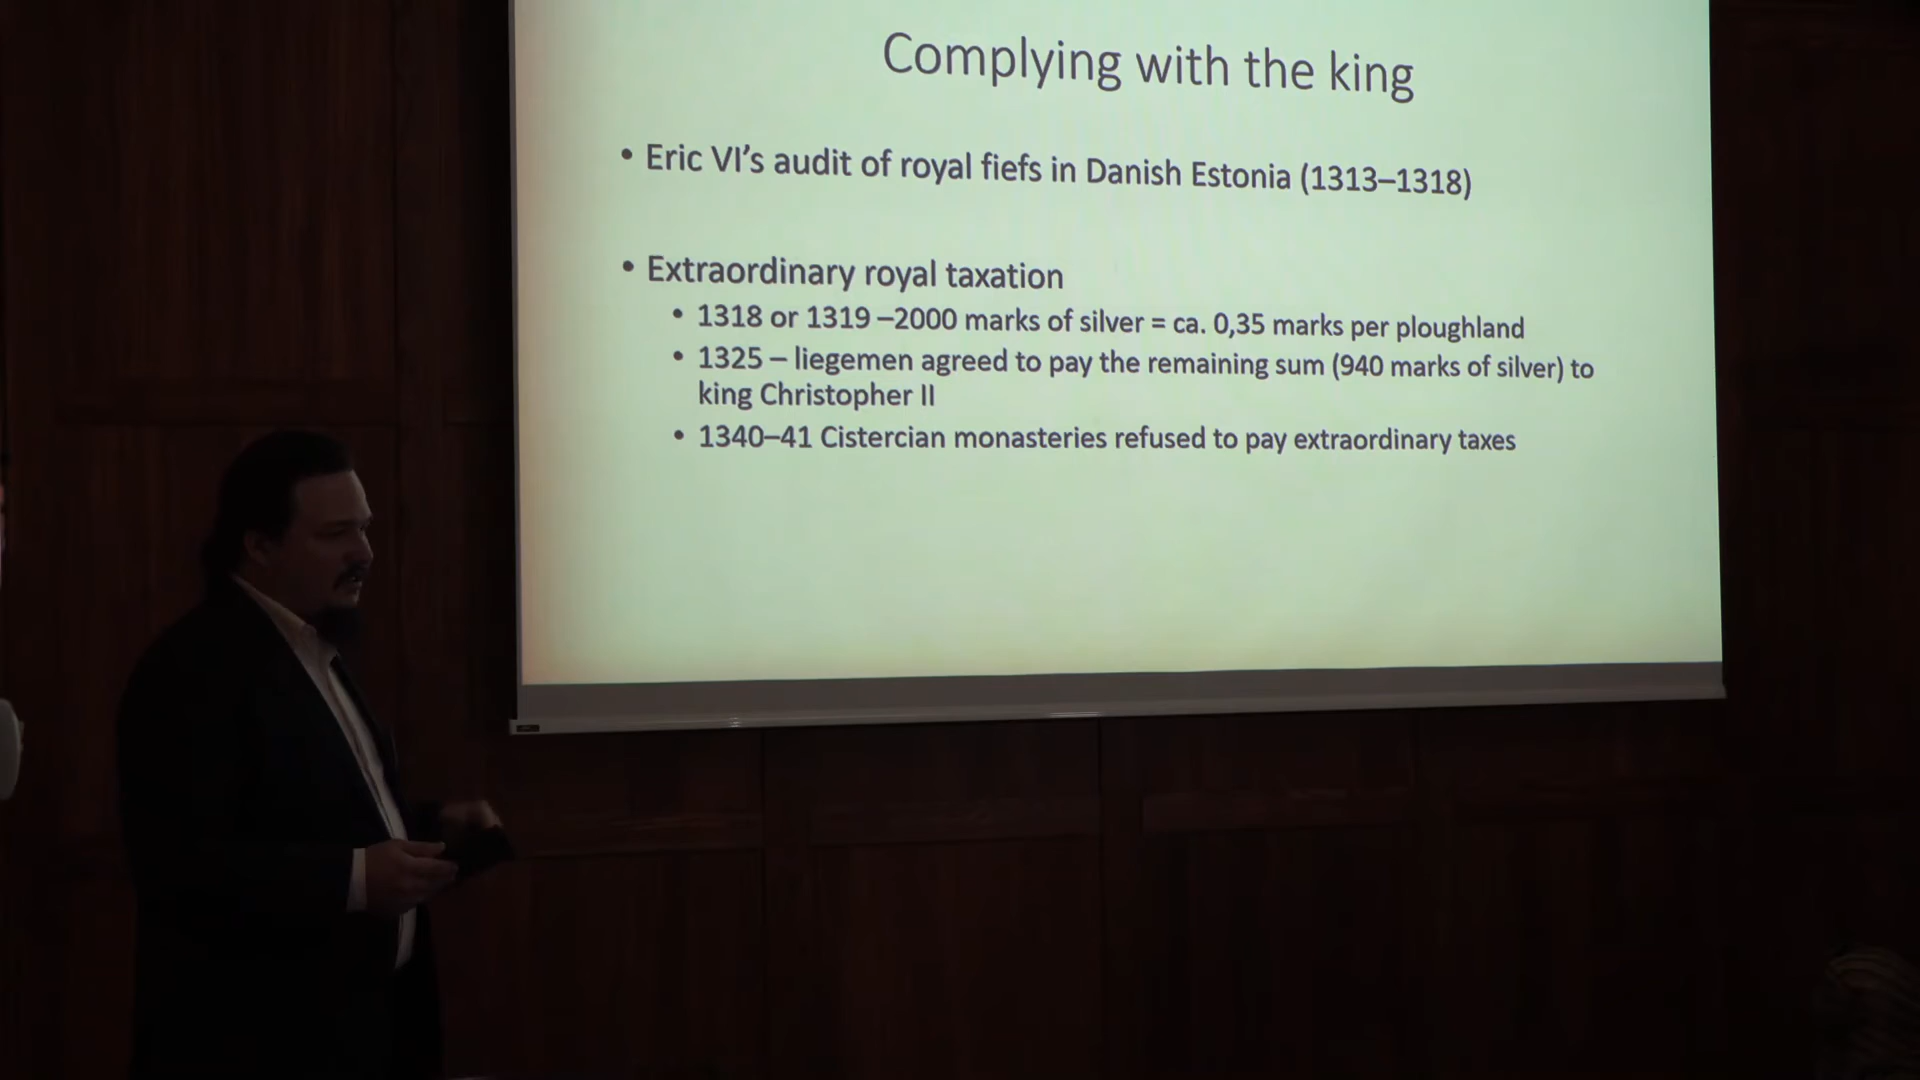 Complying with the king
• Eric VI’s audit of royal fiefs in Danish Estonia (1313–1318)
• Extraordinary royal taxation
• 1318 or 1319 –2000 marks of silver = ca. 0,35 marks per ploughland
• 1325 – liegemen agreed to pay the remaining sum (940 marks of silver) to
king Christopher II
• 1340–41 Cistercian monasteries refused to pay extraordinary taxes